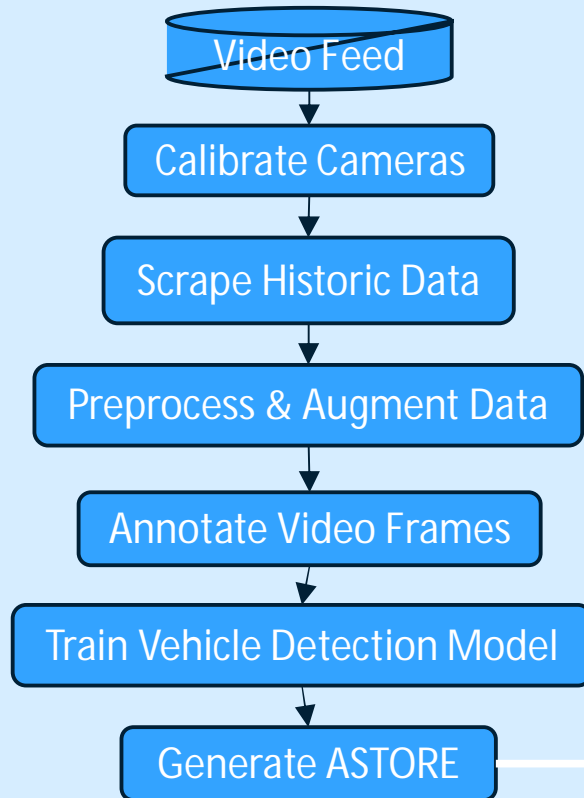 Video Feed
Calibrate Cameras
Scrape Historic Data
Preprocess & Augment Data
Annotate Video Frames
Train Vehicle Detection Model
Generate ASTORE